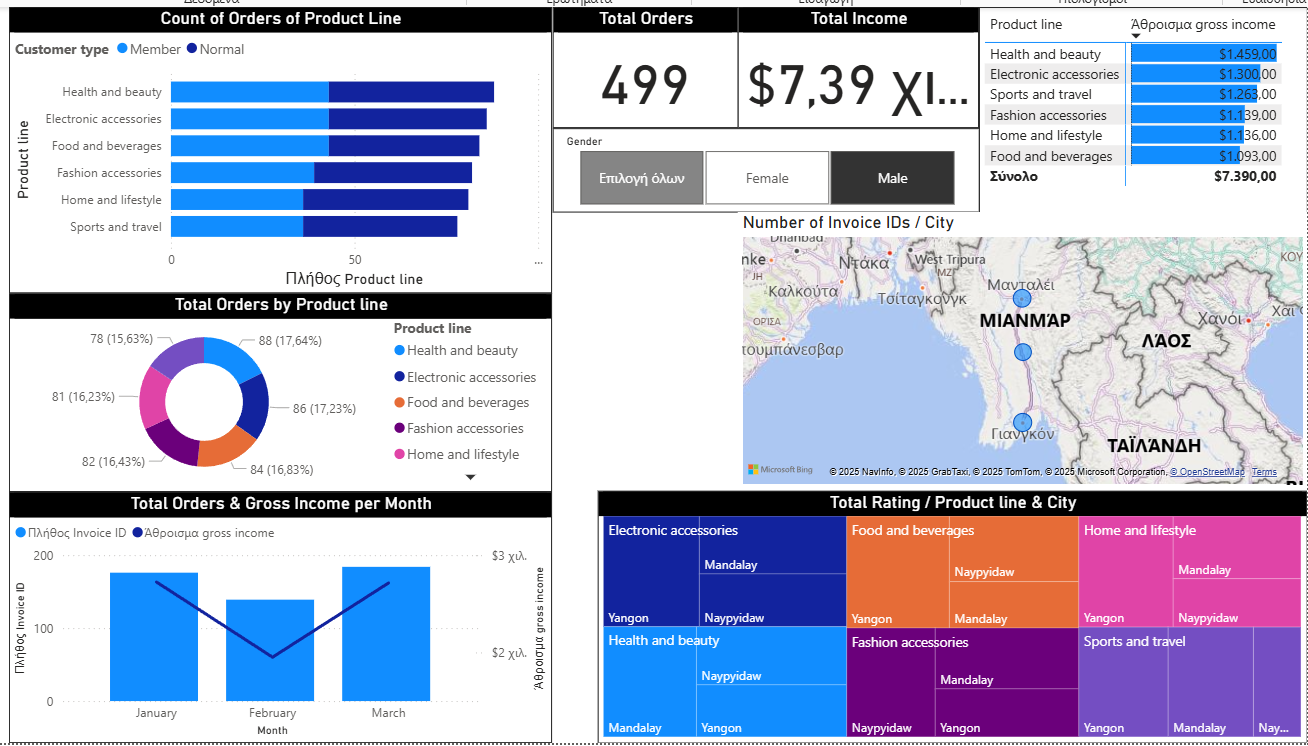 Count of Orders of Product Line
Customer type Member Normal
Product line
Health and beauty
Electronic accessories
Food and beverages
Fashion accessories
Home and lifestyle
Sports and travel
0 50 ...
Πλήθος Product line
Total Orders
499
Total Income
$7,39 χι...
Gender
Επιλογή όλων Female Male
Product line Άθροισμα gross income
Health and beauty $1.459,00
Electronic accessories $1.300,00
Sports and travel $1.263,00
Fashion accessories $1.139,00
Home and lifestyle $1.136,00
Food and beverages $1.093,00
Σύνολο $7.390,00
Number of Invoice IDs / City
Dhanbad
nke
JH
Ντάκα
West Tripura
MZ
Καλκούτα
Τσιταγκονγκ
ΟΡΙΣΑ
τουμπάνεσβαρ
Μανταλέι
ΜΙΑΝΜΆΡ
Γιανγκόν
ΛΆΟΣ
Χανόι
Χάι
ΚΟΥ
ΤΑΪΛΆΝΔΗ
Microsoft Bing
© 2025 NavInfo, © 2025 GrabTaxi, © 2025 TomTom, © 2025 Microsoft Corporation, © OpenStreetMap Terms
Total Orders by Product line
78 (15,63%)
88 (17,64%)
81 (16,23%)
86 (17,23%)
82 (16,43%)
84 (16,83%)
Product line
Health and beauty
Electronic accessories
Food and beverages
Fashion accessories
Home and lifestyle
Total Orders & Gross Income per Month
Πλήθος Invoice ID Άθροισμα gross income
Πλήθος Invoice ID
200
100
0
$3 χιλ.
$2 χιλ.
Άθροισμα gross income
January February March
Month
Total Rating / Product line & City
Electronic accessories
Mandalay
Yangon
Naypyidaw
Food and beverages
Naypyidaw
Yangon
Mandalay
Home and lifestyle
Mandalay
Yangon
Naypyidaw
Health and beauty
Naypyidaw
Mandalay
Yangon
Fashion accessories
Mandalay
Naypyidaw
Yangon
Sports and travel
Yangon
Mandalay
Nay...